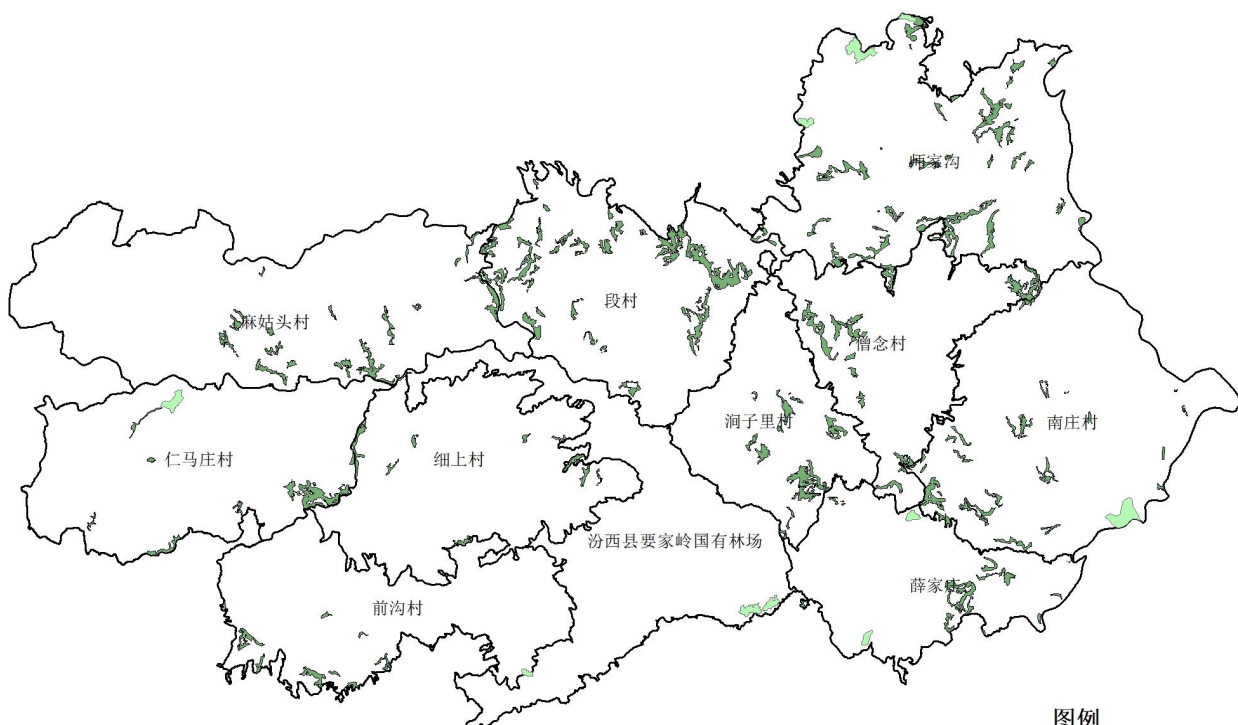 师家沟
段村
麻姑头村
僧念村
涧子里村
南庄村
仁马庄村
细上村
汾西县要家岭国有林场
薛家庄
前沟村
图例